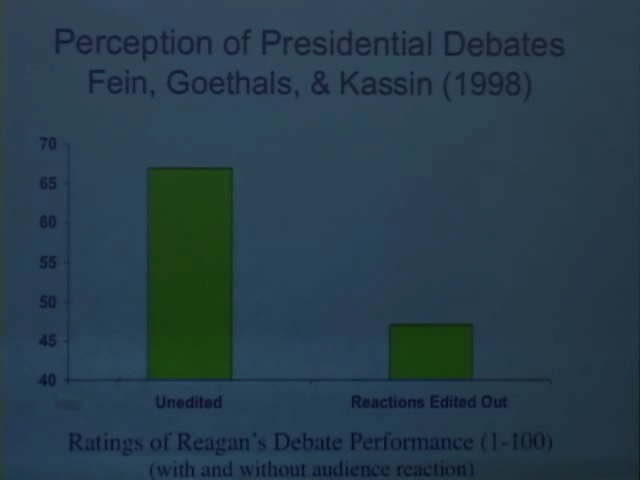 Perception of Presidential Debates
Fein, Goethals, & Kassin (1998)
70
65
60
55
50
45
40
Unedited
Reactions Edited Out
Ratings of Reagan's Debate Performance (1-100)
(with and without audience reaction)